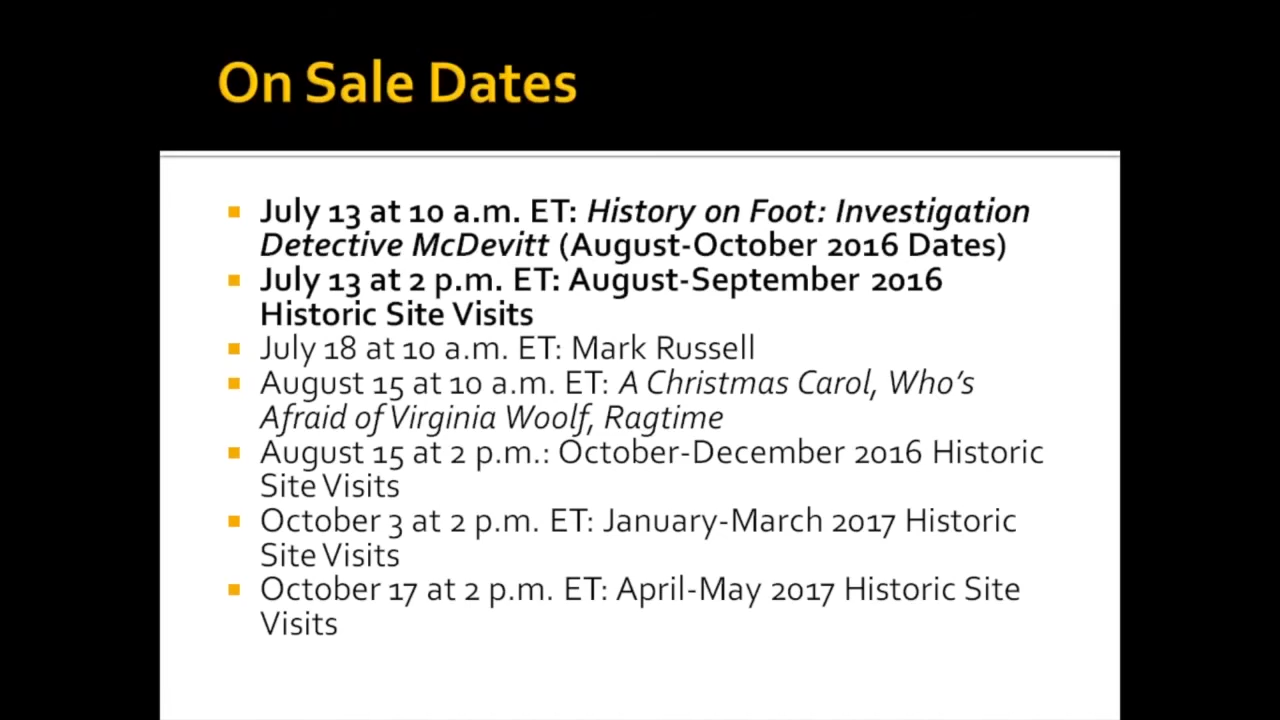 On Sale Dates
July 13 at 10 a.m. ET: History on Foot: Investigation
Detective McDevitt (August-October 2016 Dates)
July 13 at 2 p.m. ET: August-September 2016
Historic Site Visits
July 18 at 10 a.m. ET: Mark Russell
August 15 at 10 a.m. ET: A Christmas Carol, Who's
Afraid of Virginia Woolf, Ragtime
August 15 at 2 p.m.: October-December 2016 Historic
Site Visits
October 3 at 2 p.m. ET: January-March 2017 Historic
Site Visits
October 17 at 2 p.m. ET: April-May 2017 Historic Site
Visits